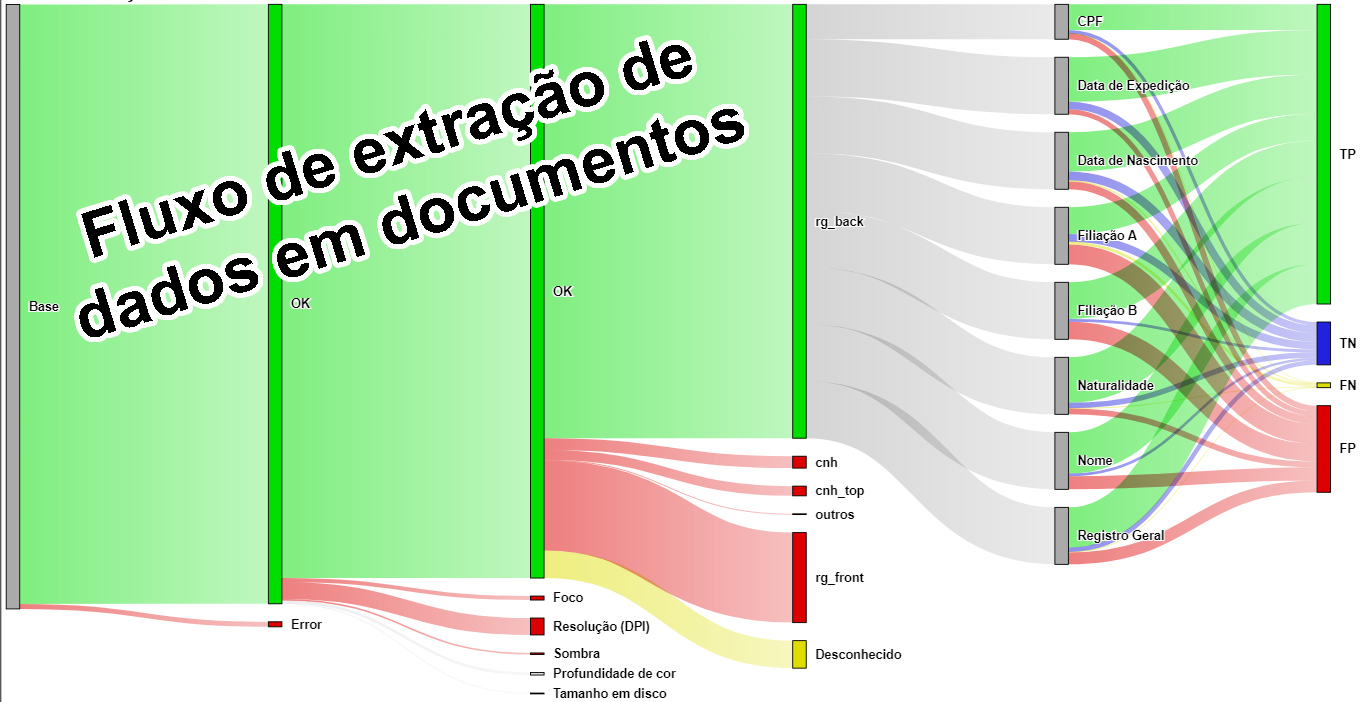 Fluxo de extração de
dados em documentos
Base
OK
Error
OK
Foco
Resolução (DPI)
Sombra
Profundidade de cor
Tamanho em disco
rg_back
cnh
cnh_top
outros
rg_front
Desconhecido
CPF
Data de Expedição
Data de Nascimento
Filiação A
Filiação B
Naturalidade
Nome
Registro Geral
TP
TN
FN
FP